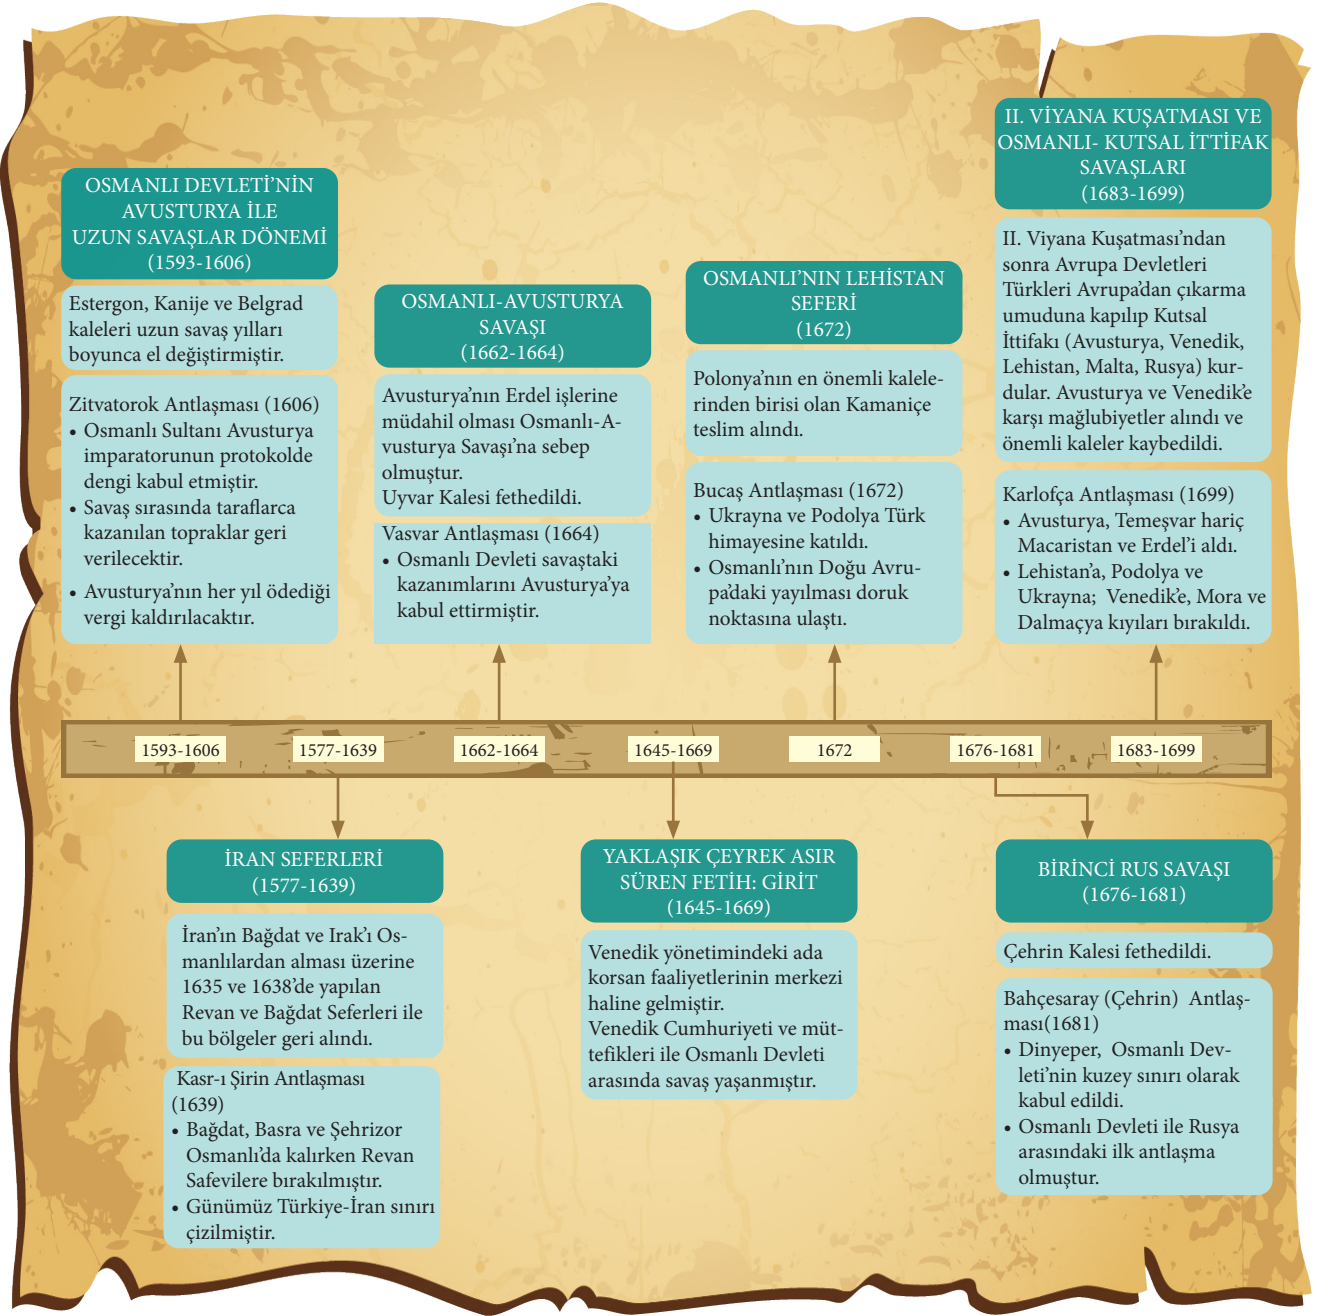 OSMANLI DEVLETİ’NİN
AVUSTURYA İLE
UZUN SAVAŞLAR DÖNEMİ
(1593-1606)
Estergon, Kanije ve Belgrad
kaleleri uzun savaş yılları
boyunca el değiştirmiştir.
Zitvatorok Antlaşması (1606)
• Osmanlı Sultanı Avusturya
imparatorunun protokolde
dengi kabul etmiştir.
• Savaş sırasında taraflarca
kazanılan topraklar geri
verilecektir.
• Avusturya’nın her yıl ödediği
vergi kaldırılacaktır.
OSMANLI-AVUSTURYA
SAVAŞI
(1662-1664)
Avusturya’nın Erdel işlerine
müdahil olması Osmanlı-A-
vusturya Savaşı’na sebep
olmuştur.
Uyvar Kalesi fethedildi.
Vasvar Antlaşması (1664)
• Osmanlı Devleti savaştaki
kazanımlarını Avusturya’ya
kabul ettirmiştir.
OSMANLI’NIN LEHİSTAN
SEFERİ
(1672)
Polonya’nın en önemli kalele-
rinden birisi olan Kamaniçe
teslim alındı.
Bucaş Antlaşması (1672)
• Ukrayna ve Podolya Türk
himayesine katıldı.
• Osmanlı’nın Doğu Avru-
pa’daki yayılması doruk
noktasına ulaştı.
II. VİYANA KUŞATMASI VE
OSMANLI- KUTSAL İTTİFAK
SAVAŞLARI
(1683-1699)
II. Viyana Kuşatması’ndan
sonra Avrupa Devletleri
Türkleri Avrupa’dan çıkarma
umuduna kapılıp Kutsal
İttifakı (Avusturya, Venedik,
Lehistan, Malta, Rusya) kur-
dular. Avusturya ve Venedik’e
karşı mağlubiyetler alındı ve
önemli kaleler kaybedildi.
Karlofça Antlaşması (1699)
• Avusturya, Temeşvar hariç
Macaristan ve Erdel’i aldı.
• Lehistan’a, Podolya ve
Ukrayna; Venedik’e, Mora ve
Dalmaçya kıyıları bırakıldı.
1593-1606
1577-1639
1662-1664
1645-1669
1672
1676-1681
1683-1699
İRAN SEFERLERİ
(1577-1639)
İran’ın Bağdat ve Irak’ı Os-
manlılardan alması üzerine
1635 ve 1638’de yapılan
Revan ve Bağdat Seferleri ile
bu bölgeler geri alındı.
Kasr-ı Şirin Antlaşması
(1639)
• Bağdat, Basra ve Şehrizor
Osmanlı’da kalırken Revan
Safevilere bırakılmıştır.
• Günümüz Türkiye-İran sınırı
çizilmiştir.
YAKLAŞIK ÇEYREK ASIR
SÜREN FETİH: GİRİT
(1645-1669)
Venedik yönetimindeki ada
korsan faaliyetlerinin merkezi
haline gelmiştir.
Venedik Cumhuriyeti ve müt-
tefikleri ile Osmanlı Devleti
arasında savaş yaşanmıştır.
BİRİNCİ RUS SAVAŞI
(1676-1681)
Çehrin Kalesi fethedildi.
Bahçesaray (Çehrin) Antlaş-
ması(1681)
• Dinyeper, Osmanlı Dev-
leti’nin kuzey sınırı olarak
kabul edildi.
• Osmanlı Devleti ile Rusya
arasındaki ilk antlaşma
olmuştur.